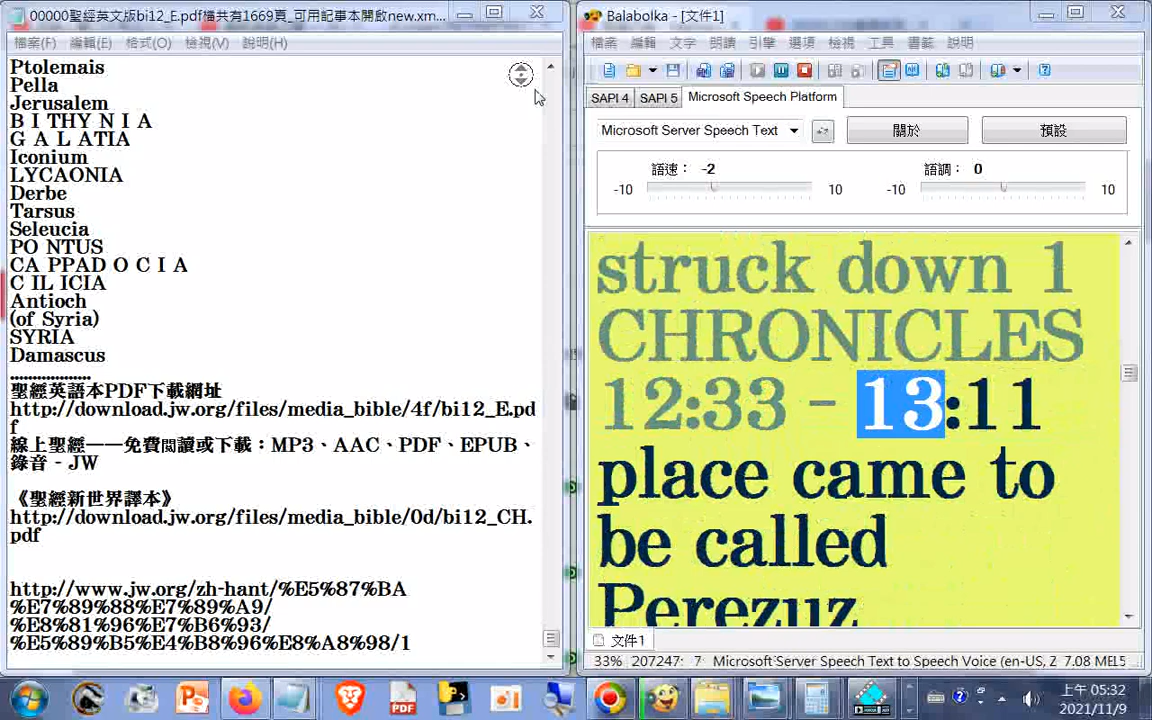 00000聖經英文版bi12_E.pdf檔共有1669頁_可用記事本開啟new.xm...
檔案(F) 編輯(E) 格式(O) 檢視(V) 說明(H)
Ptolemais
Pella
Jerusalem
B I THY N I A
G A L ATIA
Iconium
LYCAONIA
Derbe
Tarsus
Seleucia
PO NTUS
CA PPAD O C I A
C IL ICIA
Antioch
(of Syria)
SYRIA
Damascus
..................
聖經英語本PDF下載網址
http://download.jw.org/files/media_bible/4f/bi12_E.pd
f
線上聖經——免費閱讀或下載：MP3、AAC、PDF、EPUB、
錄音 - JW
《聖經新世界譯本》
http://download.jw.org/files/media_bible/0d/bi12_CH.
pdf
http://www.jw.org/zh-hant/%E5%87%BA
%E7%89%88%E7%89%A9/
%E8%81%96%E7%B6%93/
%E5%89%B5%E4%B8%96%E8%A8%98/1
Balabolka - [文件1]
檔案 編輯 文字 朗讀 引擎 選項 檢視 工具 書籤 說明
SAPI 4 SAPI 5 Microsoft Speech Platform
Microsoft Server Speech Text 關於 預設
語速： -2 語調： 0
-10 10 -10 10
struck down 1
CHRONICLES
12:33 - 13:11
place came to
be called
Perezuz
文件1
33% 207247: 7 Microsoft Server Speech Text to Speech Voice (en-US, Z 7.08 MB
PDF
上午 05:32
2021/11/9